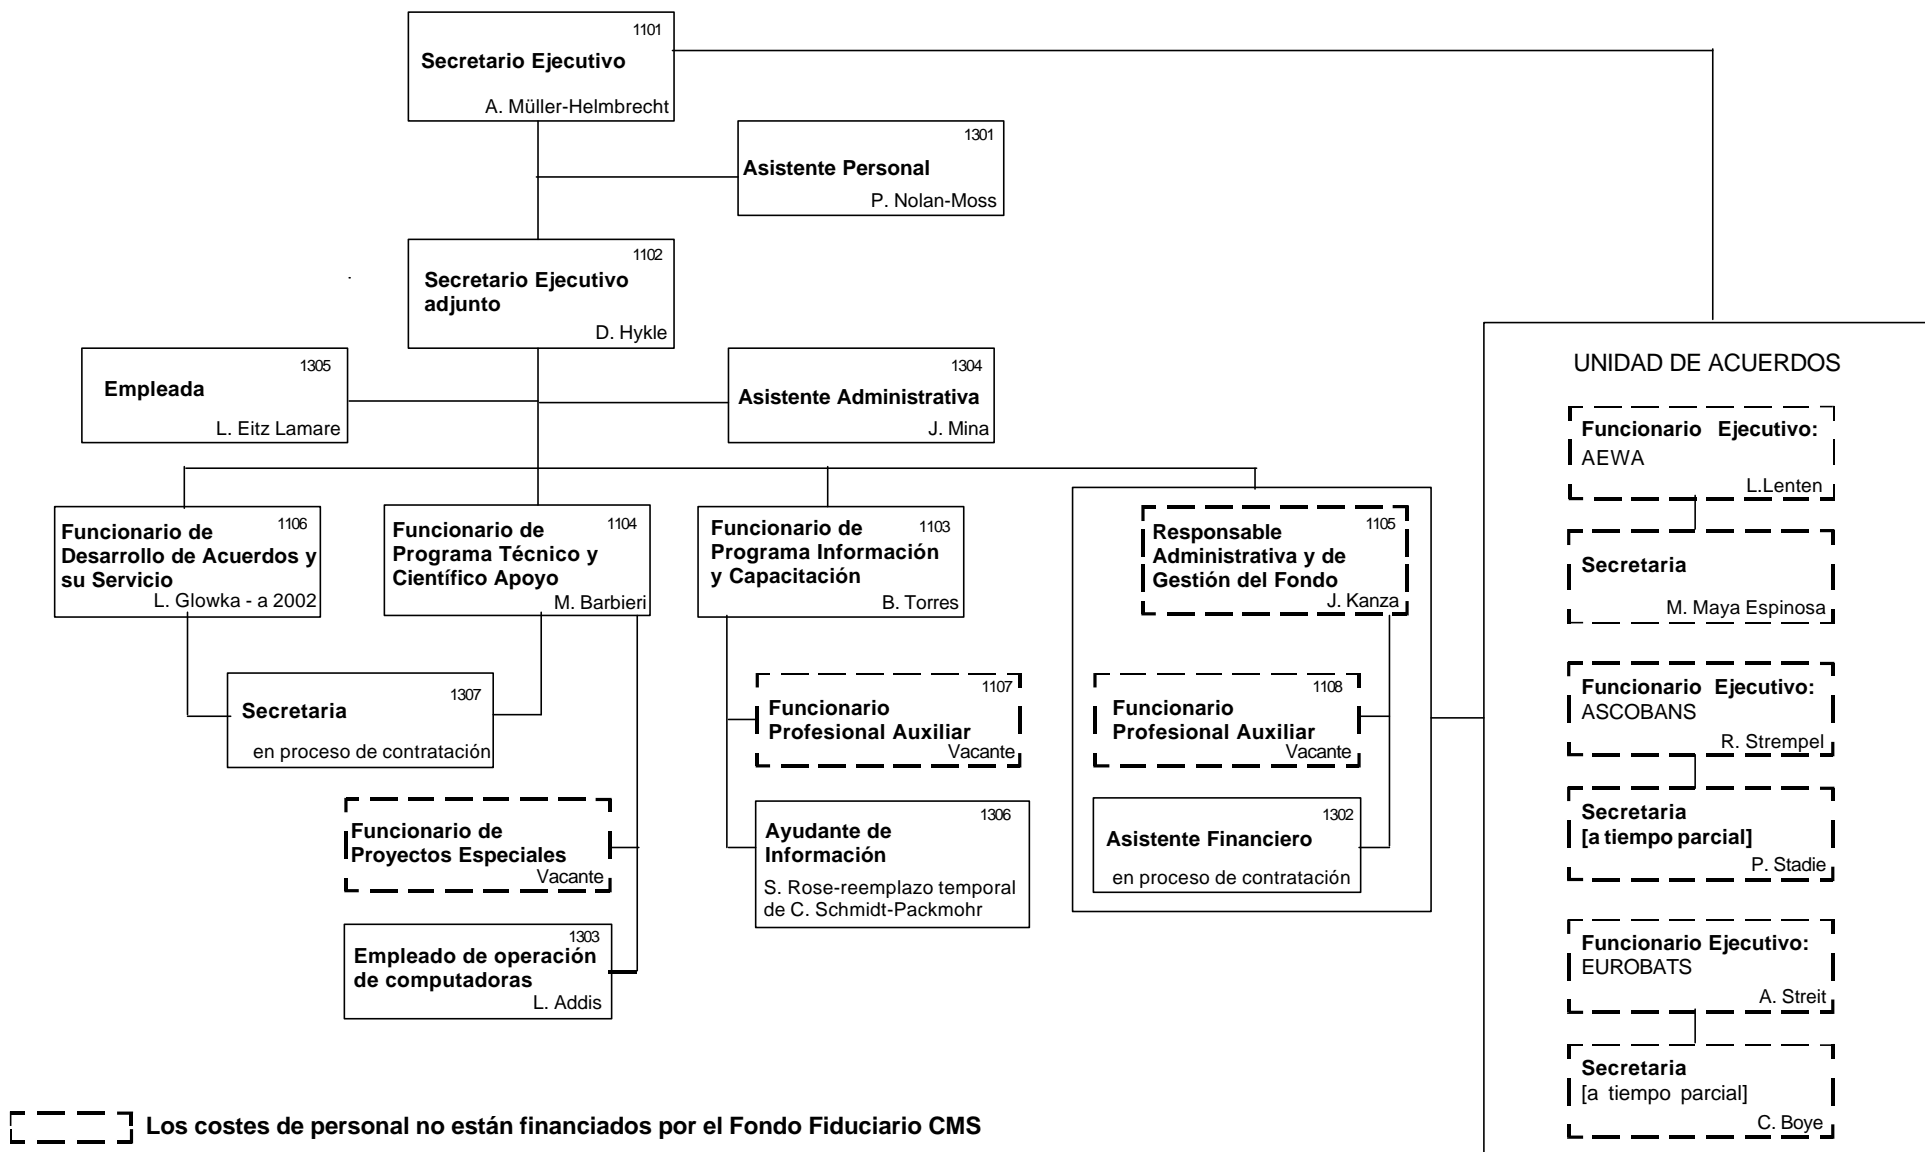 1101
Secretario Ejecutivo
A. Müller-Helmbrecht
1301
Asistente Personal
P. Nolan-Moss
1102
Secretario Ejecutivo
adjunto
D. Hykle
1305
Empleada
L. Eitz Lamare
1304
Asistente Administrativa
J. Mina
1106
Funcionario de
Desarrollo de Acuerdos y
su Servicio
L. Glowka - a 2002
1104
Funcionario de
Programa Técnico y
Científico Apoyo
M. Barbieri
1103
Funcionario de
Programa Información
y Capacitación
B. Torres
1105
Responsable
Administrativa y de
Gestión del Fondo
J. Kanza
1307
Secretaria
en proceso de contratación
1107
Funcionario
Profesional Auxiliar
Vacante
1108
Funcionario
Profesional Auxiliar
Vacante
Funcionario de
Proyectos Especiales
Vacante
1306
Ayudante de
Información
S. Rose-reemplazo temporal
de C. Schmidt-Packmohr
1302
Asistente Financiero
en proceso de contratación
1303
Empleado de operación
de computadoras
L. Addis
UNIDAD DE ACUERDOS
Funcionario Ejecutivo:
AEWA
L.Lenten
Secretaria
M. Maya Espinosa
Funcionario Ejecutivo:
ASCOBANS
R. Strempel
Secretaria
[a tiempo parcial]
P. Stadie
Funcionario Ejecutivo:
EUROBATS
A. Streit
Secretaria
[a tiempo parcial]
C. Boye
Los costes de personal no están financiados por el Fondo Fiduciario CMS